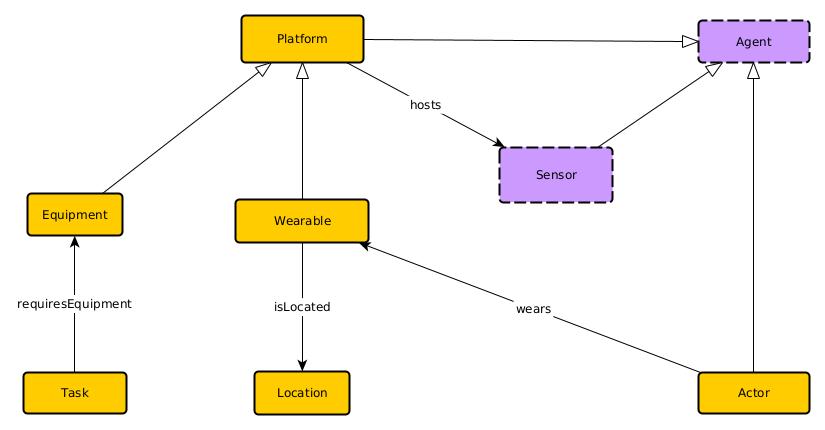 Platform
Agent
hosts
Sensor
Equipment
Wearable
requiresEquipment
isLocated
wears
Task
Location
Actor